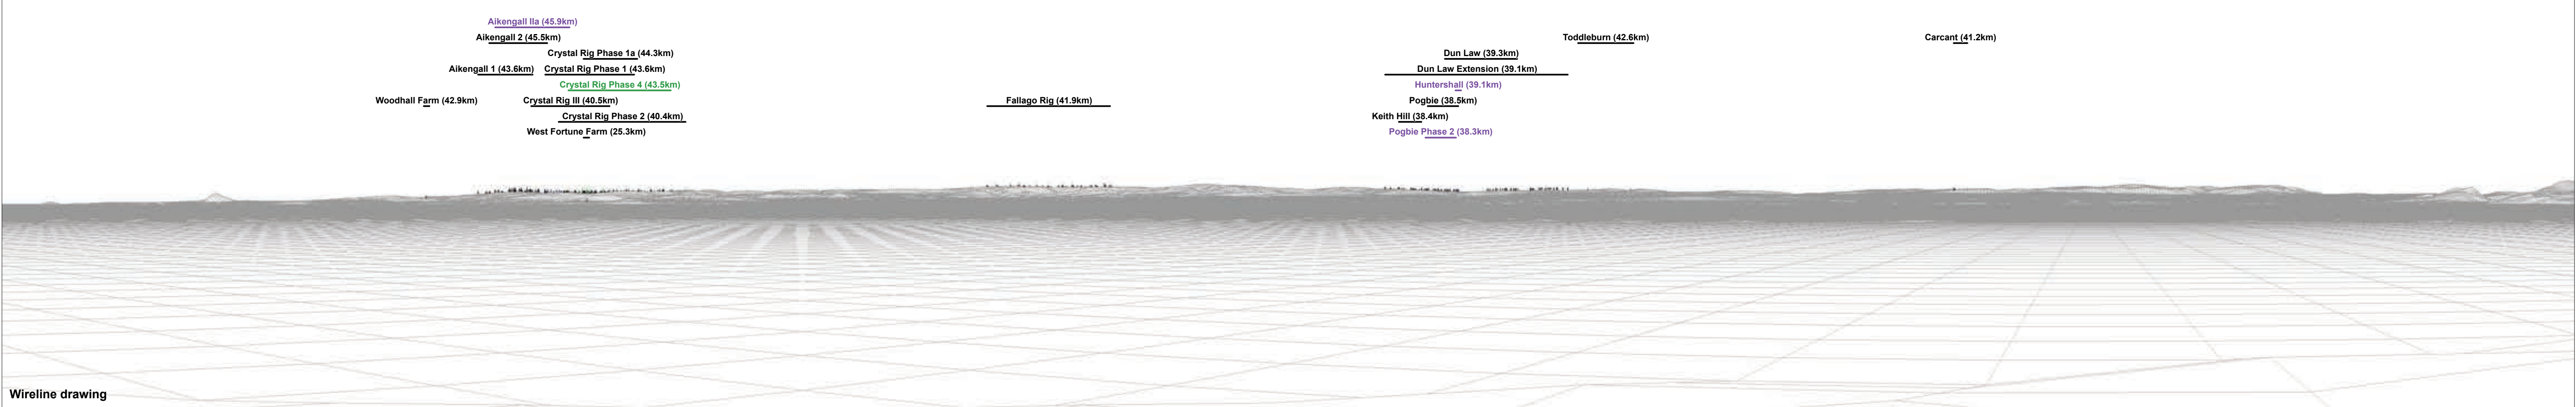 Aikengall IIa (45.9km)
Aikengall 2 (45.5km)
Toddleburn (42.6km)
Carcant (41.2km)
Crystal Rig Phase 1a (44.3km)
Dun Law (39.3km)
Aikengall 1 (43.6km)
Crystal Rig Phase 1 (43.6km)
Dun Law Extension (39.1km)
Crystal Rig Phase 4 (43.5km)
Huntershall (39.1km)
Woodhall Farm (42.9km)
Crystal Rig III (40.5km)
Fallago Rig (41.9km)
Pogbie (38.5km)
Crystal Rig Phase 2 (40.4km)
Keith Hill (38.4km)
West Fortune Farm (25.3km)
Pogbie Phase 2 (38.3km)
Wireline drawing